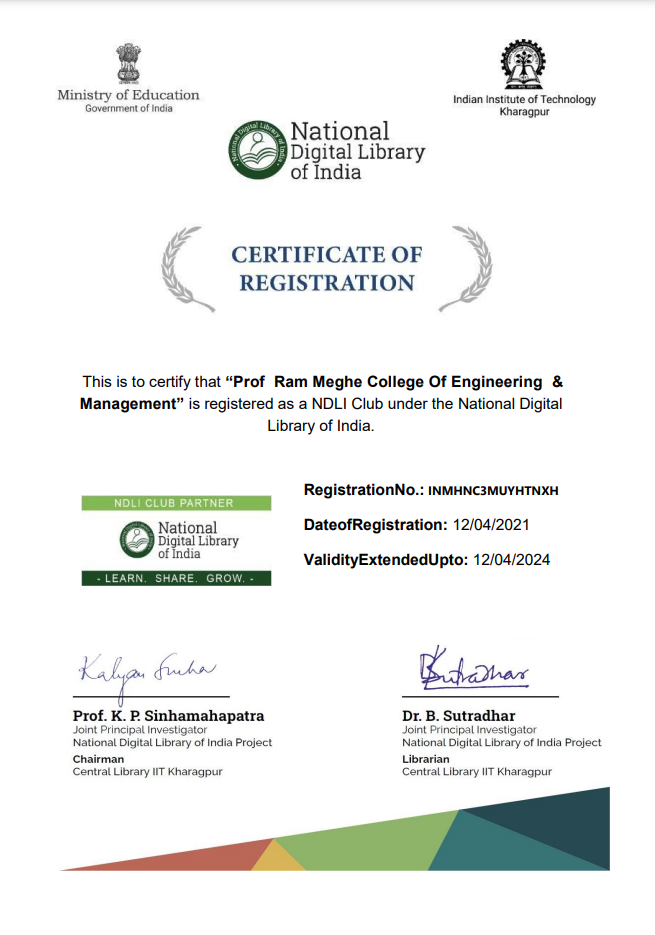 Ministry of Education
Government of India
Indian Institute of Technology
Kharagpur
National
Digital Library
of India
CERTIFICATE OF
REGISTRATION
This is to certify that “Prof Ram Meghe College Of Engineering &
Management” is registered as a NDLI Club under the National Digital
Library of India.
NDLI CLUB PARTNER
National
Digital Library
of India
- LEARN. SHARE. GROW. -
RegistrationNo.: INMHNC3MUYHTNXH
DateofRegistration: 12/04/2021
ValidityExtendedUpto: 12/04/2024
Kalyan Sinha
BSutradhar
Prof. K. P. Sinhamahapatra
Joint Principal Investigator
National Digital Library of India Project
Chairman
Central Library IIT Kharagpur
Dr. B. Sutradhar
Joint Principal Investigator
National Digital Library of India Project
Librarian
Central Library IIT Kharagpur